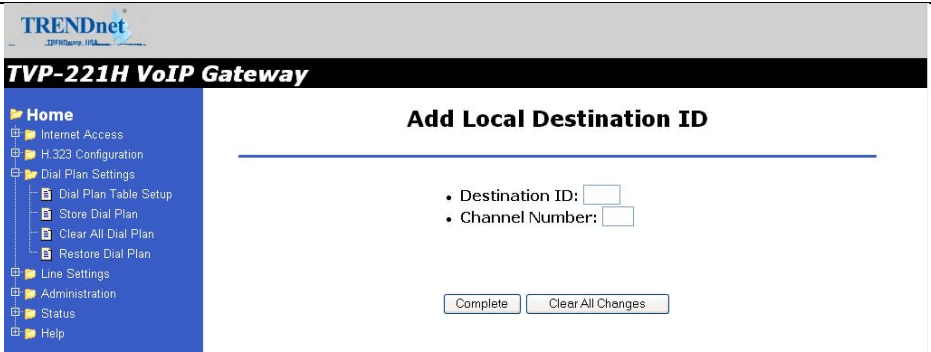 TRENDnet
TRENDware, USA
TVP-221H VoIP Gateway
Home
Internet Access
H.323 Configuration
Dial Plan Settings
Dial Plan Table Setup
Store Dial Plan
Clear All Dial Plan
Restore Dial Plan
Line Settings
Administration
Status
Help
Add Local Destination ID
• Destination ID:
• Channel Number:
Complete
Clear All Changes